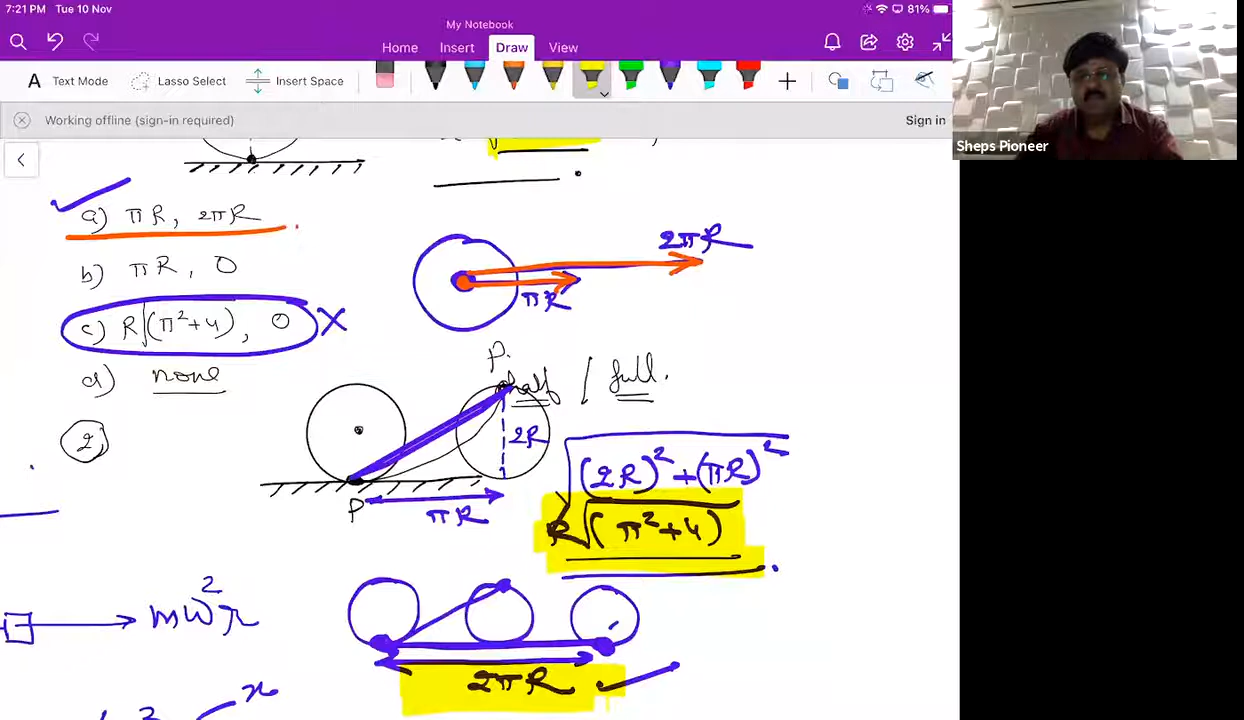 7:21 PM Tue 10 Nov
81%
My Notebook
Home Insert Draw View
A Text Mode Lasso Select Insert Space
Working offline (sign-in required) Sign in
Sheps Pioneer
a) πR, 2πR
b) πR, 0
c) R√(π²+4), 0 X
d) none
2πR
πR
P.
half / full.
2)
2R
P
πR
√(2R)²+(πR)²
R√(π²+4)
mω²r
2πR
x